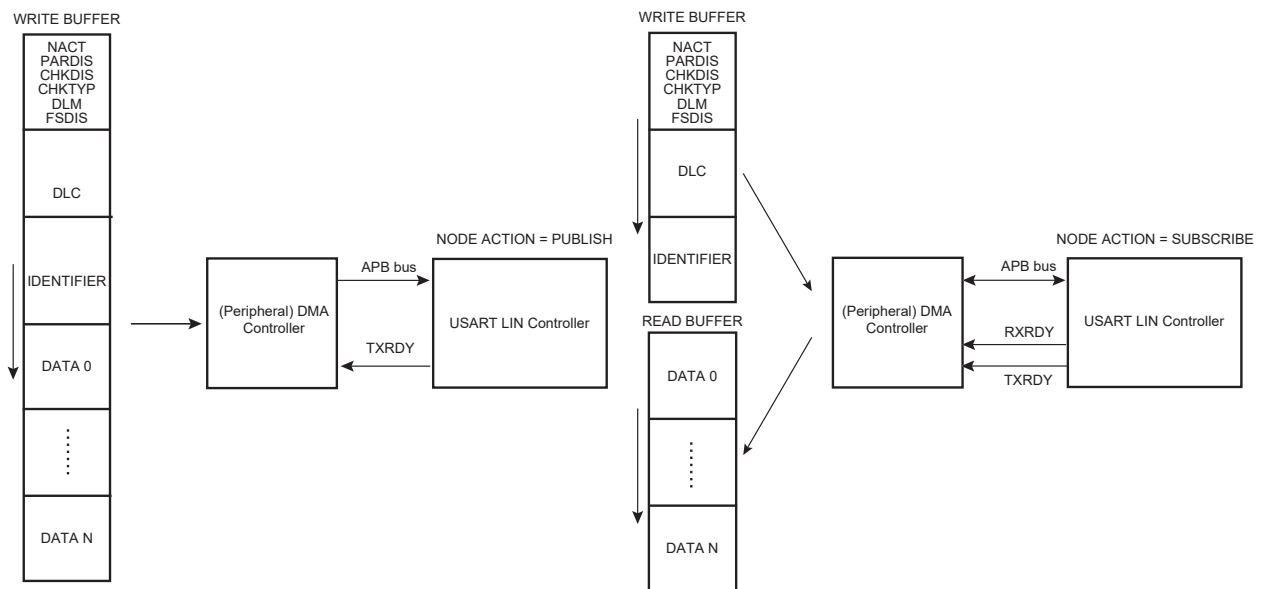 WRITE BUFFER
NACT
PARDIS
CHKDIS
CHKTYP
DLM
FSDIS
DLC
IDENTIFIER
DATA 0
DATA N
(Peripheral) DMA
Controller
APB bus
TXRDY
NODE ACTION = PUBLISH
USART LIN Controller
WRITE BUFFER
NACT
PARDIS
CHKDIS
CHKTYP
DLM
FSDIS
DLC
IDENTIFIER
READ BUFFER
DATA 0
DATA N
(Peripheral) DMA
Controller
APB bus
RXRDY
TXRDY
NODE ACTION = SUBSCRIBE
USART LIN Controller